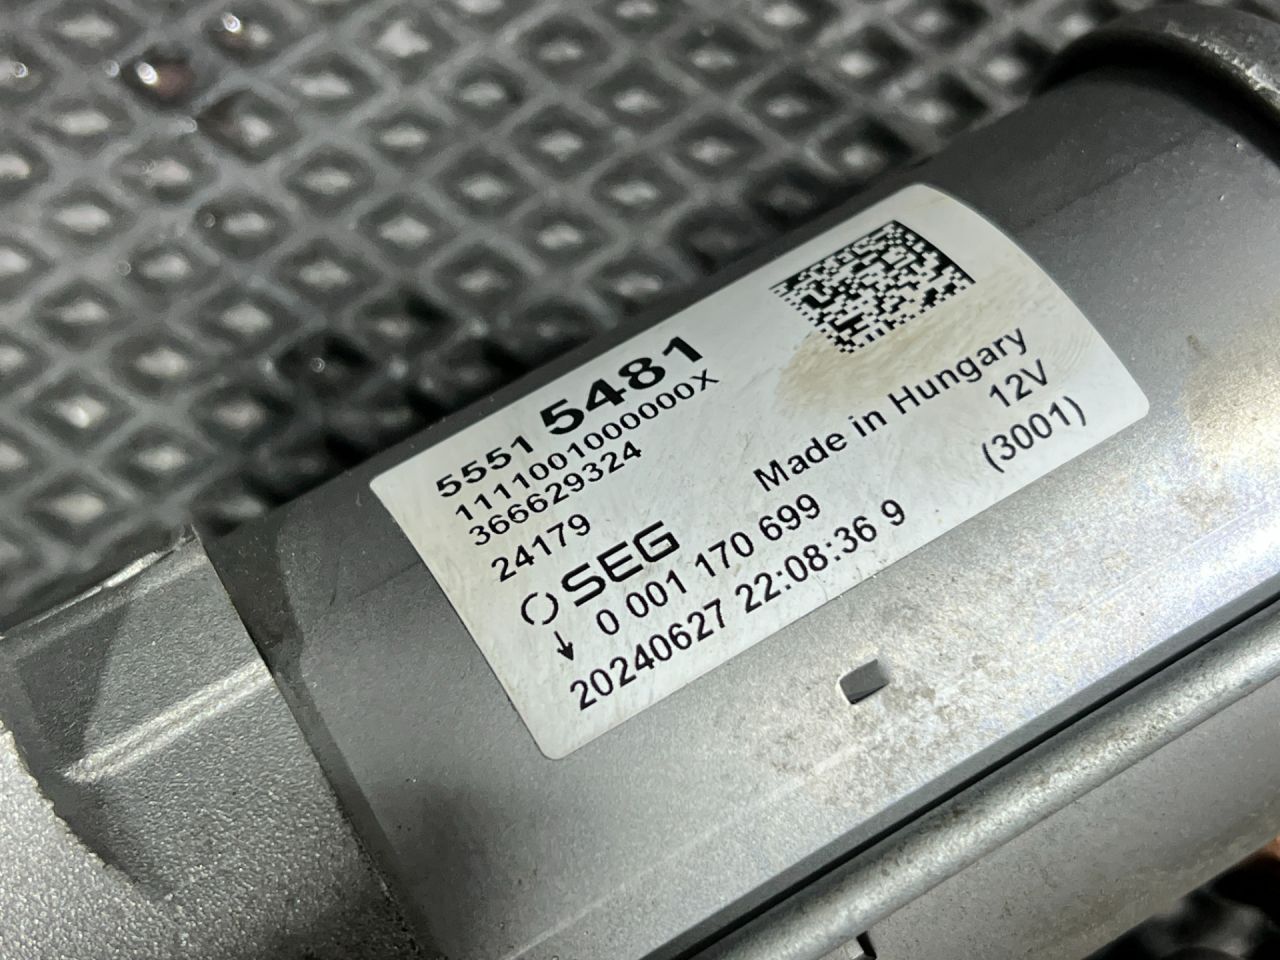 5551 5481
1111001000000X
366629324
24179
Made in Hungary
SEG
12V
0 001 170 699
(3001)
20240627 22:08:36 9